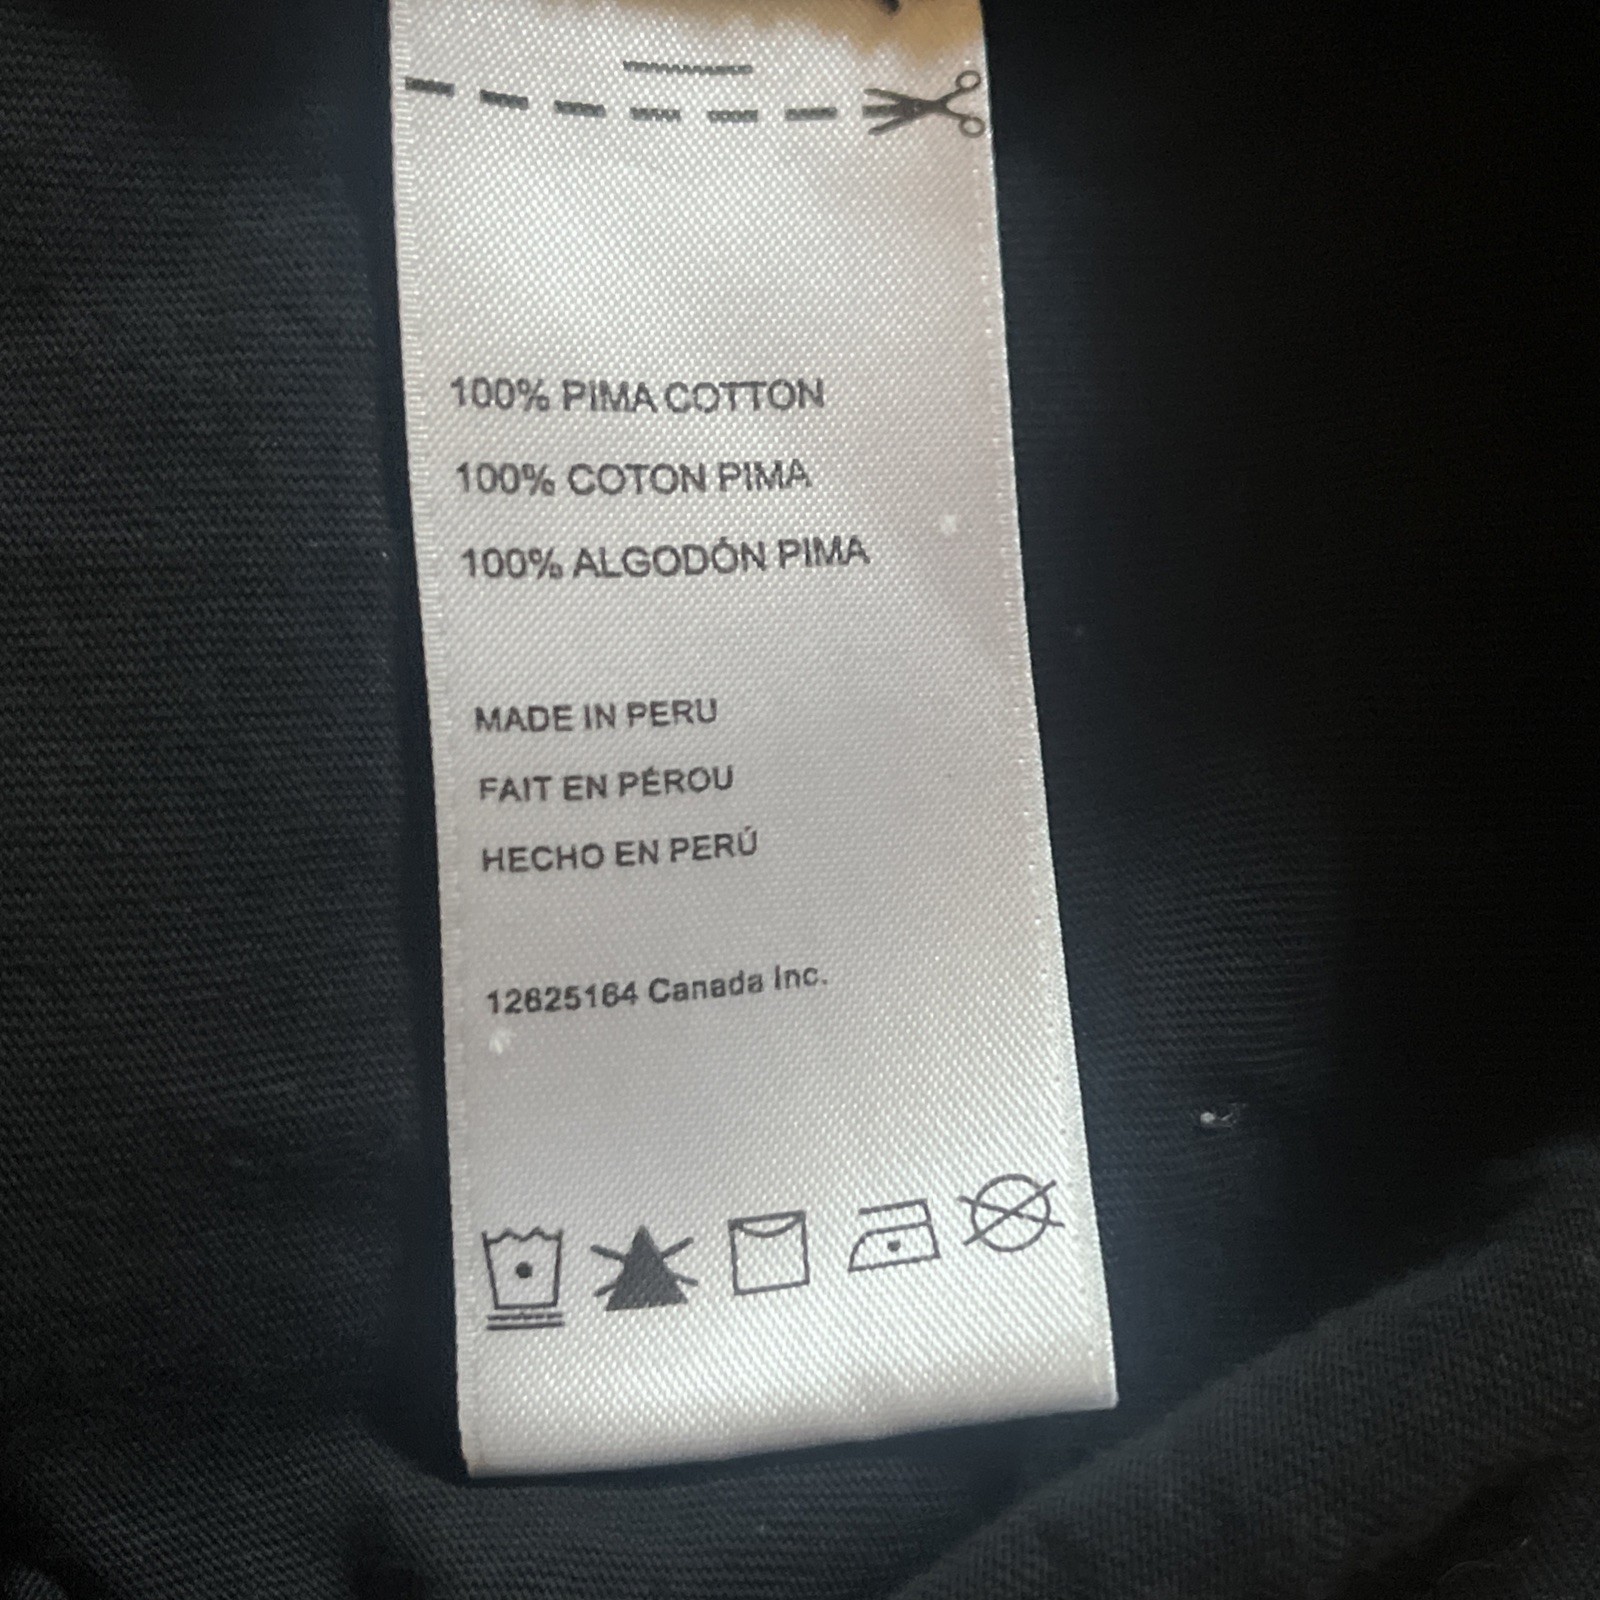 100% PIMA COTTON
100% COTON PIMA
100% ALGODÓN PIMA
MADE IN PERU
FAIT EN PÉROU
HECHO EN PERÚ
12625164 Canada Inc.